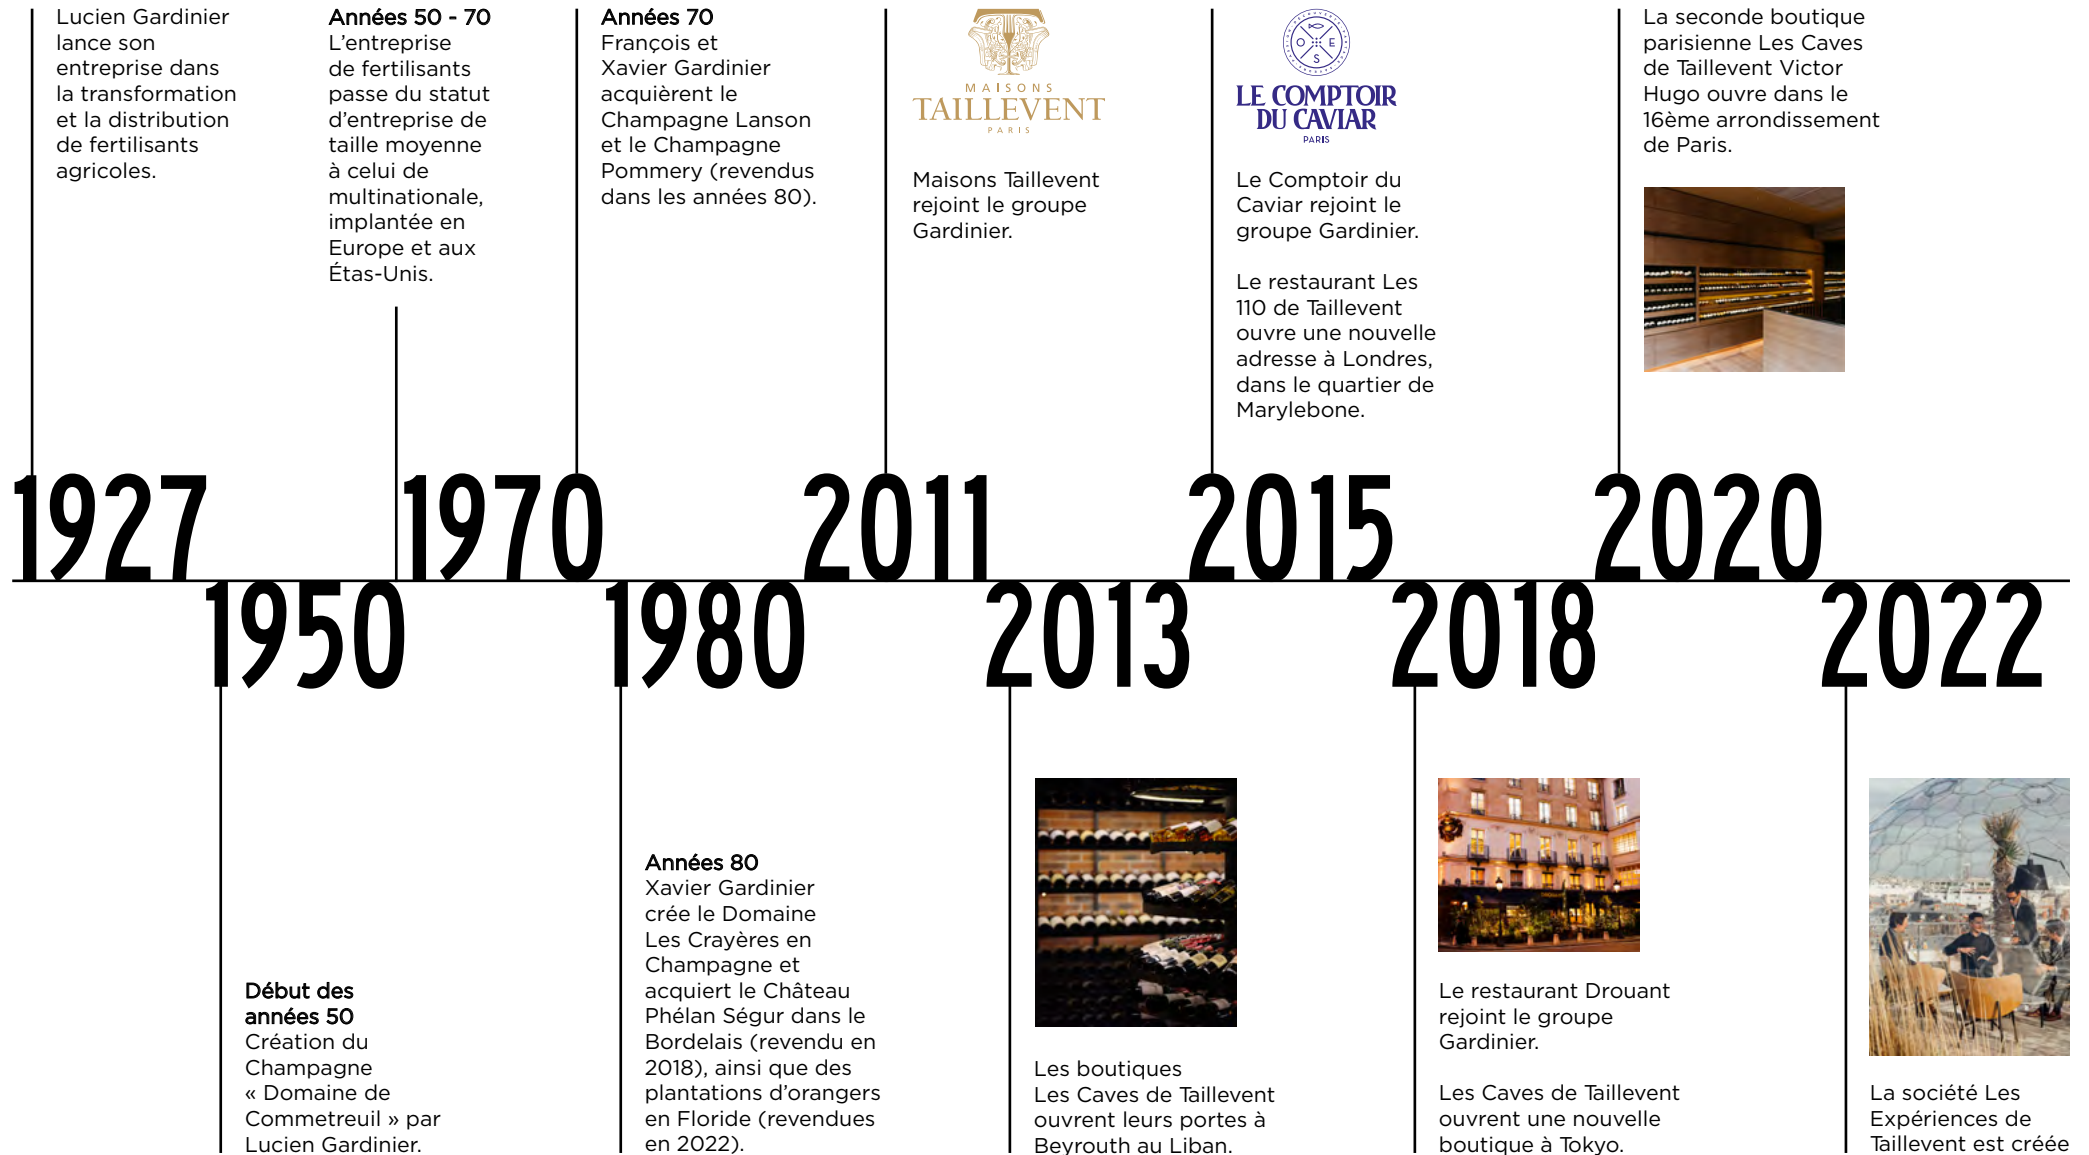 Lucien Gardinier
lance son
entreprise dans
la transformation
et la distribution
de fertilisants
agricoles.
Années 50 - 70
L’entreprise
de fertilisants
passe du statut
d’entreprise de
taille moyenne
à celui de
multinationale,
implantée en
Europe et aux
Étas-Unis.
Années 70
François et
Xavier Gardinier
acquièrent le
Champagne Lanson
et le Champagne
Pommery (revendus
dans les années 80).
MAISONS
TAILLEVENT
PARIS
Maisons Taillevent
rejoint le groupe
Gardinier.
O E
S
LE COMPTOIR
DU CAVIAR
PARIS
Le Comptoir du
Caviar rejoint le
groupe Gardinier.
Le restaurant Les
110 de Taillevent
ouvre une nouvelle
adresse à Londres,
dans le quartier de
Marylebone.
La seconde boutique
parisienne Les Caves
de Taillevent Victor
Hugo ouvre dans le
16ème arrondissement
de Paris.
1927
1970
2011
2015
2020
1950
1980
2013
2018
2022
Début des
années 50
Création du
Champagne
« Domaine de
Commetreuil » par
Lucien Gardinier.
Années 80
Xavier Gardinier
crée le Domaine
Les Crayères en
Champagne et
acquiert le Château
Phélan Ségur dans le
Bordelais (revendu en
2018), ainsi que des
plantations d’orangers
en Floride (revendues
en 2022).
Les boutiques
Les Caves de Taillevent
ouvrent leurs portes à
Beyrouth au Liban.
Le restaurant Drouant
rejoint le groupe
Gardinier.
Les Caves de Taillevent
ouvrent une nouvelle
boutique à Tokyo.
La société Les
Expériences de
Taillevent est créée